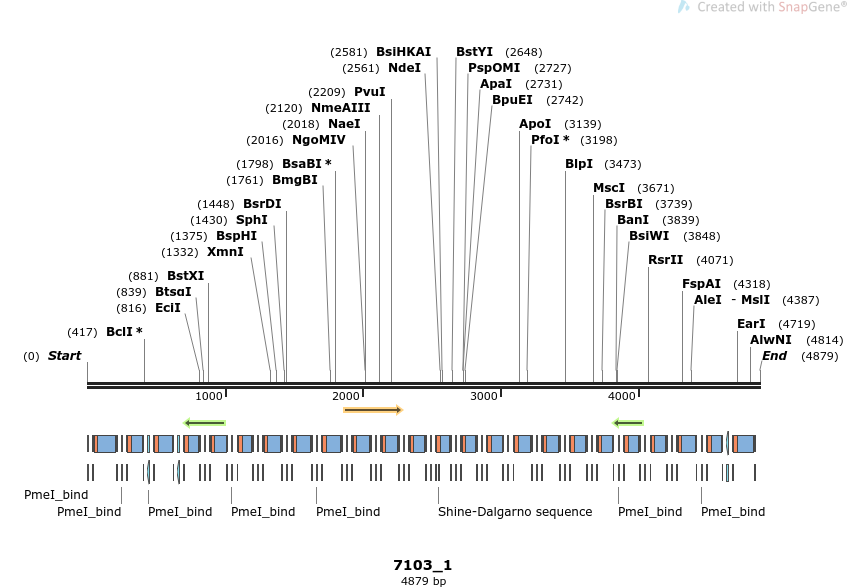 Created with SnapGene®
(2581) BsiHKAI BstYI (2648)
(2561) NdeI PspOMI (2727)
ApaI (2731)
(2209) PvuI BpuEI (2742)
(2120) NmeAIII
(2018) NaeI ApoI (3139)
(2016) NgoMIV PfoI * (3198)
(1798) BsaBI * BlpI (3473)
(1761) BmgBI
MscI (3671)
(1448) BsrDI BsrBI (3739)
(1430) SphI BanI (3839)
(1375) BspHI BsiWI (3848)
(1332) XmnI
RsrII (4071)
(881) BstXI
(839) BtsαI FspAI (4318)
(816) EciI AleI - MslI (4387)
(417) BclI * EarI (4719)
AlwNI (4814)
(0) Start End (4879)
1000 2000 3000 4000
PmeI_bind
PmeI_bind PmeI_bind PmeI_bind PmeI_bind Shine-Dalgarno sequence PmeI_bind PmeI_bind
7103_1
4879 bp